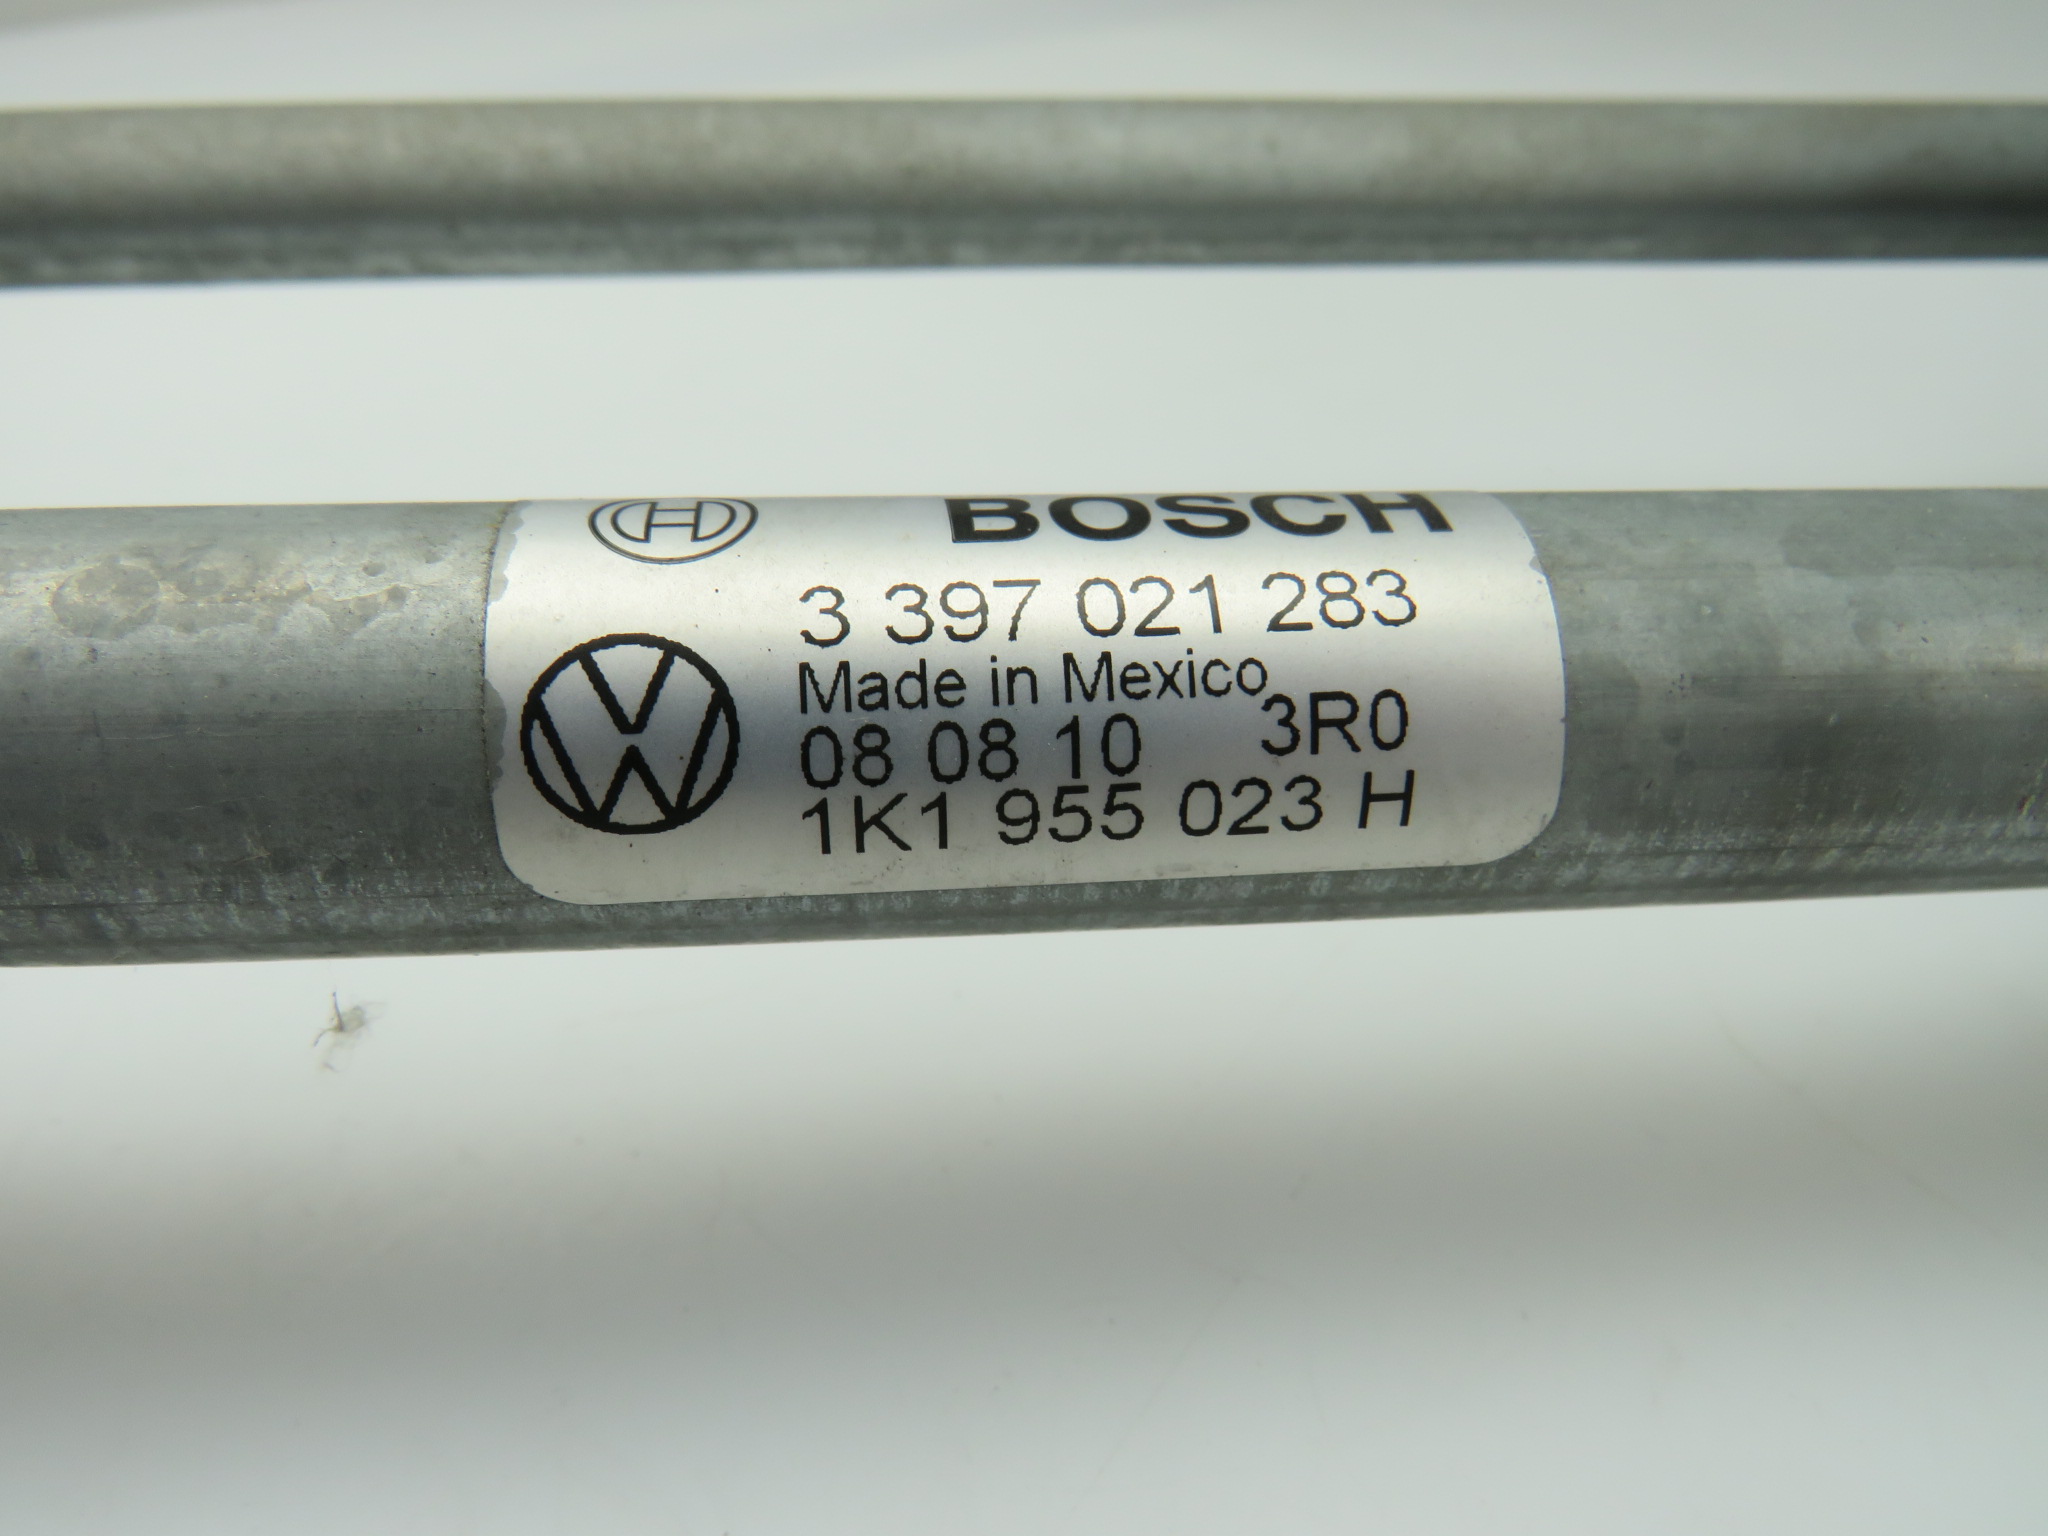 BOSCH
3 397 021 283
Made in Mexico
08 08 10 3R0
1K1 955 023 H